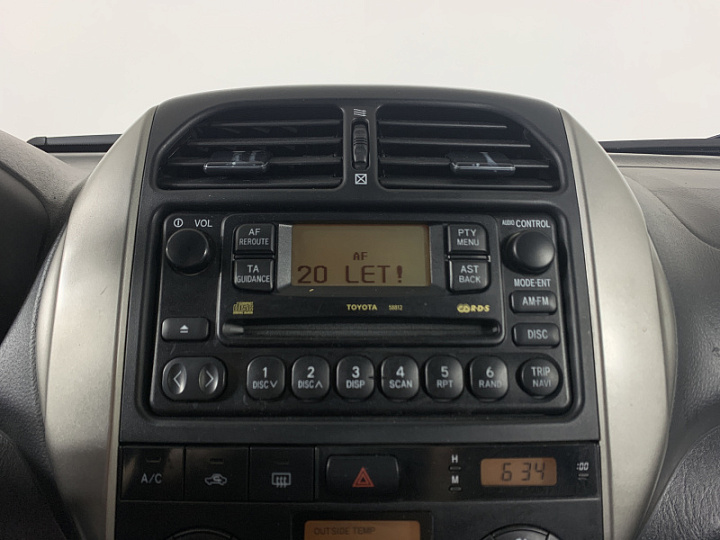 VOL
AF REROUTE
TA GUIDANCE
AF
20 LET!
PTY MENU
AST BACK
AUDIO CONTROL
MODE·ENT
AM·FM
DISC
TOYOTA 58812
R·D·S
1 DISC∨
2 DISC∧
3 DISP
4 SCAN
5 RPT
6 RAND
TRIP NAVI
A/C
H
M
6:34
:00
OUTSIDE TEMP